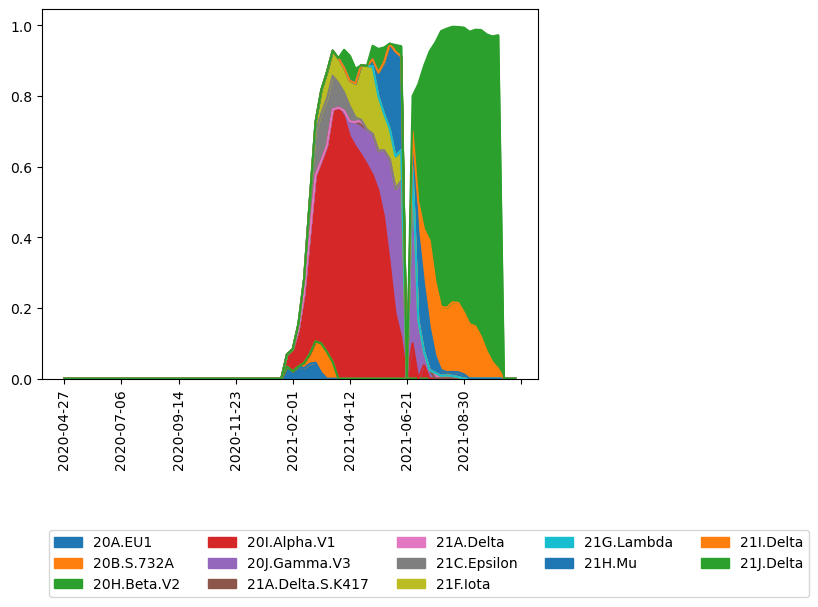 1.0
0.8
0.6
0.4
0.2
0.0
2020-04-27
2020-07-06
2020-09-14
2020-11-23
2021-02-01
2021-04-12
2021-06-21
2021-08-30
20A.EU1
20B.S.732A
20H.Beta.V2
20I.Alpha.V1
20J.Gamma.V3
21A.Delta.S.K417
21A.Delta
21C.Epsilon
21F.Iota
21G.Lambda
21H.Mu
21I.Delta
21J.Delta